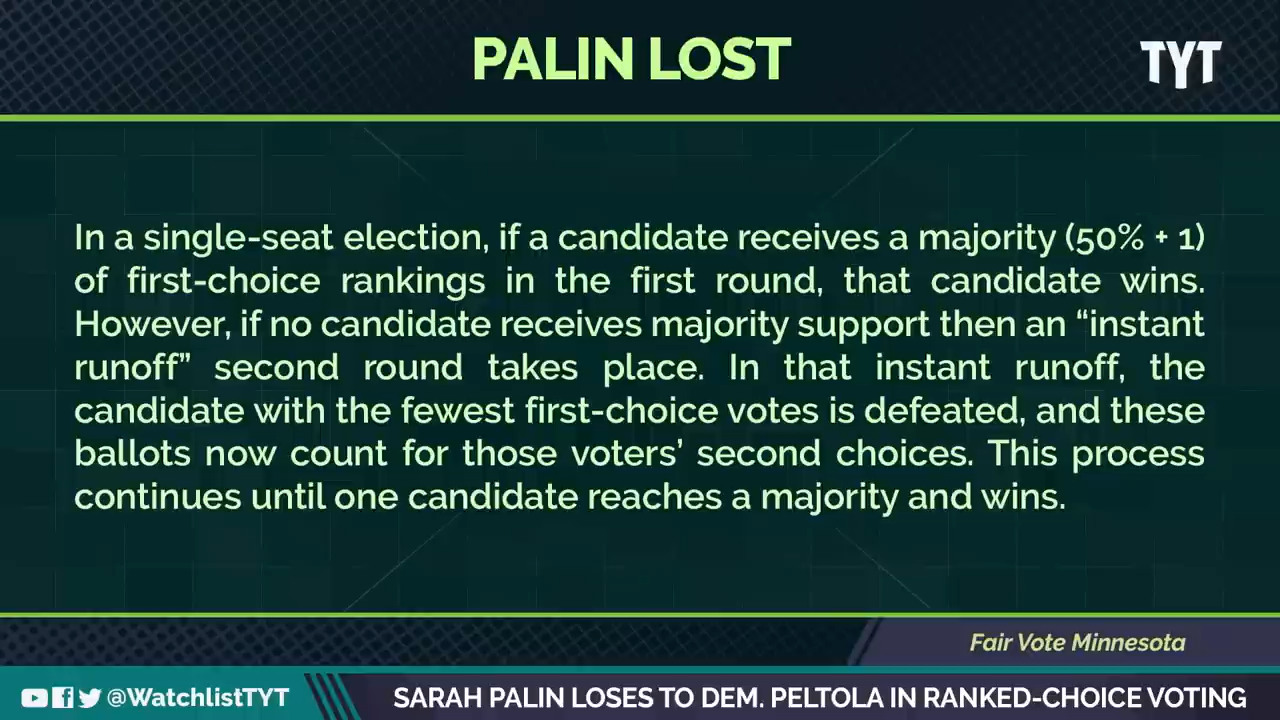 PALIN LOST
TYT
In a single-seat election, if a candidate receives a majority (50% + 1)
of first-choice rankings in the first round, that candidate wins.
However, if no candidate receives majority support then an “instant
runoff” second round takes place. In that instant runoff, the
candidate with the fewest first-choice votes is defeated, and these
ballots now count for those voters’ second choices. This process
continues until one candidate reaches a majority and wins.
Fair Vote Minnesota
@WatchlistTYT
SARAH PALIN LOSES TO DEM. PELTOLA IN RANKED-CHOICE VOTING